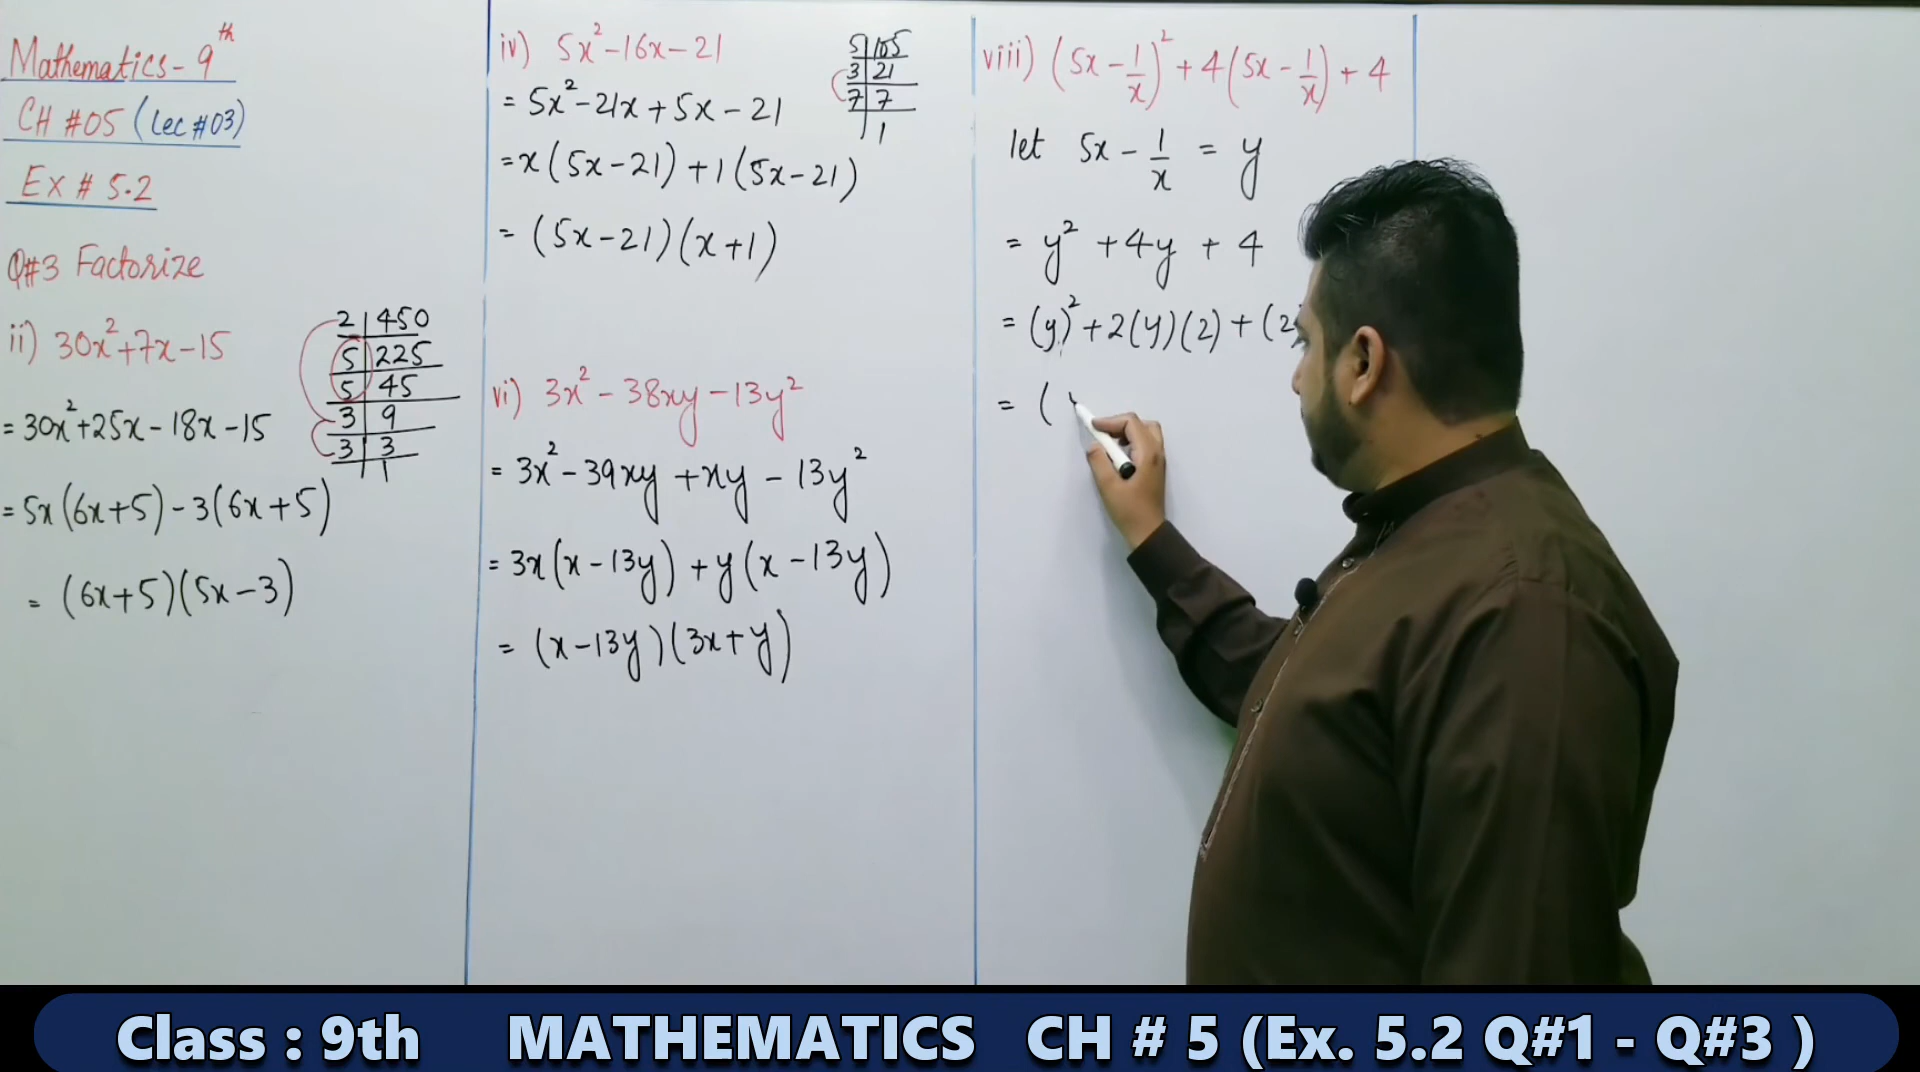 Mathematics - 9th
CH #05 (Lec #03)
Ex # 5.2
Q#3 Factorize
ii) 30x²+7x-15
= 30x²+25x-18x-15
= 5x(6x+5)-3(6x+5)
= (6x+5)(5x-3)
2 | 450
5 | 225
5 | 45
3 | 9
3 | 3
1
iv) 5x²-16x-21
= 5x²-21x+5x-21
= x(5x-21)+1(5x-21)
= (5x-21)(x+1)
5 | 105
3 | 21
7 | 7
1
vi) 3x²-38xy-13y²
= 3x²-39xy+xy-13y²
= 3x(x-13y)+y(x-13y)
= (x-13y)(3x+y)
viii) (5x-1/x)²+4(5x-1/x)+4
let 5x-1/x = y
= y²+4y+4
= (y)²+2(y)(2)+(2
= (
Class : 9th MATHEMATICS CH # 5 (Ex. 5.2 Q#1 - Q#3 )